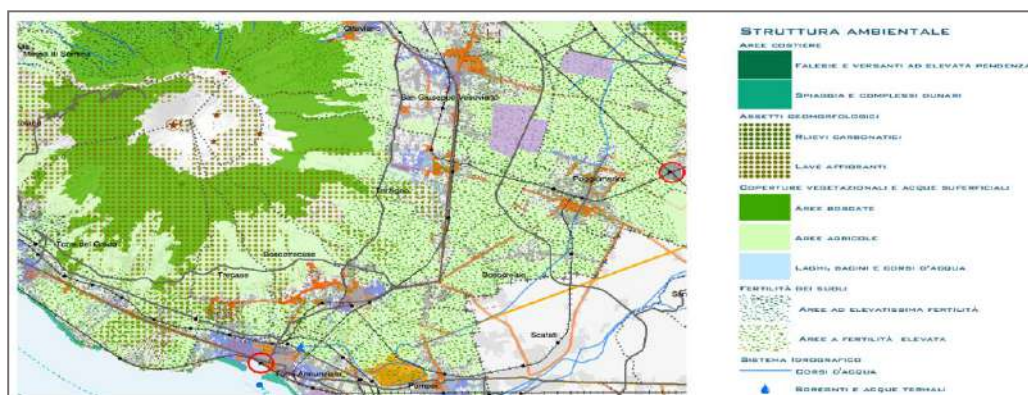 Ottaviano
San Giuseppe Vesuviano
Poggiomarino
Terzigno
Torre del Greco
Boscoreale
Boscotrecase
Trecase
Scafati
Torre Annunziata
Pompei
STRUTTURA AMBIENTALE
AREE COSTIERE
FALESIE E VERSANTI AD ELEVATA PENDENZA
SPIAGGIA E COMPLESSI DUNARI
ASSETTI GEOMORFOLOGICI
RLIEVI CARBONATICI
LAVE AFFIORANTI
COPERTURE VEGETAZIONALI E ACQUE SUPERFICIALI
AREE BOSCATE
AREE AGRICOLE
LAGHI, BACINI E CORSI D'ACQUA
FERTILITÀ DEI SUOLI
AREE AD ELEVATISSIMA FERTILITÀ
AREE A FERTILITÀ ELEVATA
SISTEMA IDROGRAFICO
CORSI D'ACQUA
SORGENTI E ACQUE TERMALI